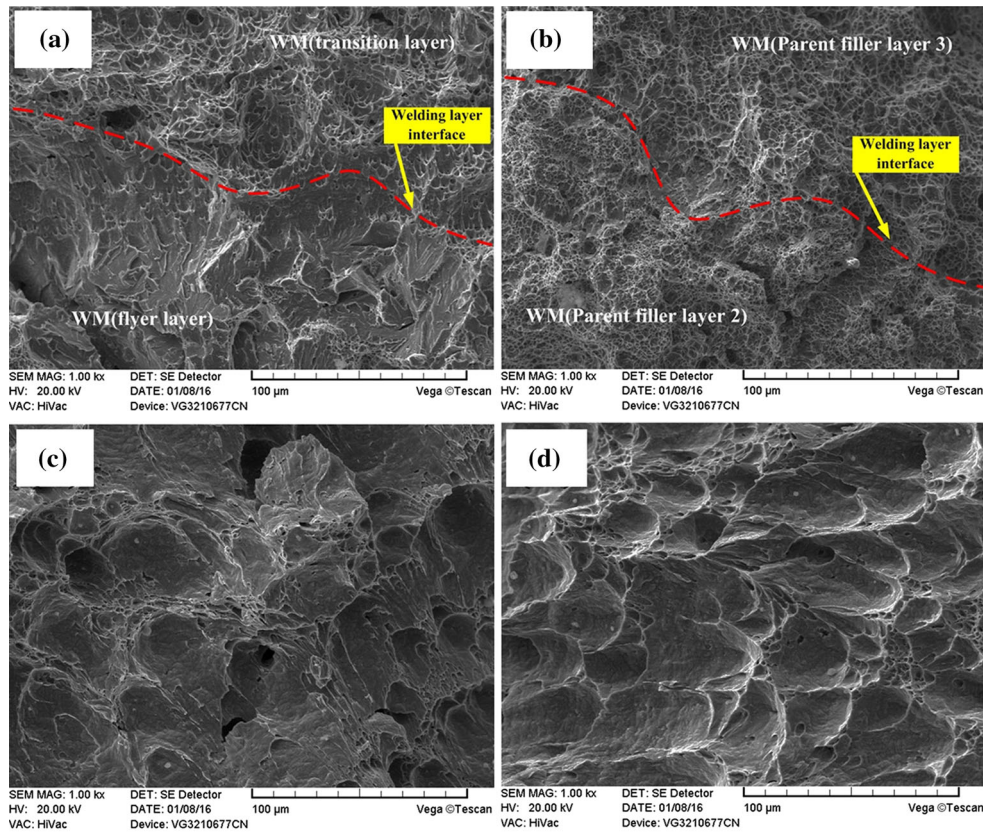 (a)
WM(transition layer)
Welding layer
interface
WM(flyer layer)
SEM MAG: 1.00 kx DET: SE Detector
HV: 20.00 kV DATE: 01/08/16 100 µm Vega ©Tescan
VAC: HiVac Device: VG3210677CN
(b)
WM(Parent filler layer 3)
Welding layer
interface
WM(Parent filler layer 2)
SEM MAG: 1.00 kx DET: SE Detector
HV: 20.00 kV DATE: 01/08/16 100 µm Vega ©Tescan
VAC: HiVac Device: VG3210677CN
(c)
SEM MAG: 1.00 kx DET: SE Detector
HV: 20.00 kV DATE: 01/08/16 100 µm Vega ©Tescan
VAC: HiVac Device: VG3210677CN
(d)
SEM MAG: 1.00 kx DET: SE Detector
HV: 20.00 kV DATE: 01/08/16 100 µm Vega ©Tescan
VAC: HiVac Device: VG3210677CN